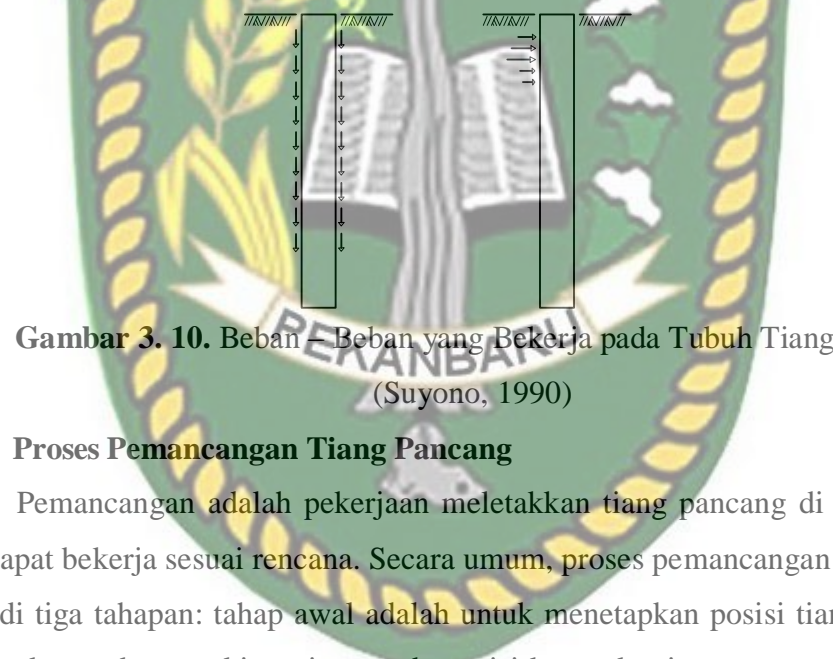 Gambar 3. 10. Beban – Beban yang Bekerja pada Tubuh Tiang
PEKANBARU
(Suyono, 1990)
Proses Pemancangan Tiang Pancang
Pemancangan adalah pekerjaan meletakkan tiang pancang di
apat bekerja sesuai rencana. Secara umum, proses pemancangan
di tiga tahapan: tahap awal adalah untuk menetapkan posisi tian